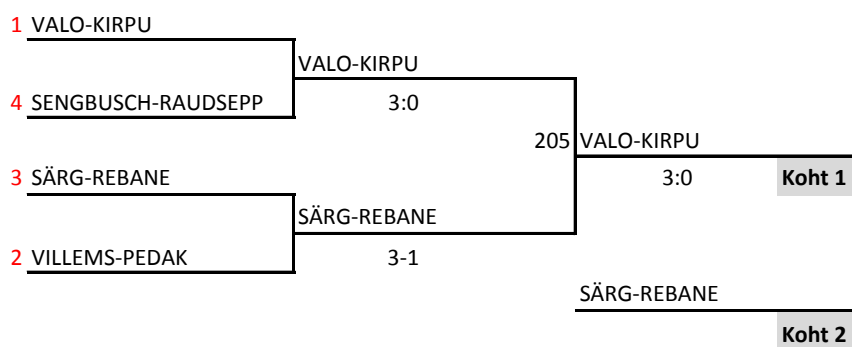 1 VALO-KIRPU
VALO-KIRPU
4 SENGBUSCH-RAUDSEPP 3:0
205 VALO-KIRPU
3 SÄRG-REBANE 3:0 Koht 1
SÄRG-REBANE
2 VILLEMS-PEDAK 3-1
SÄRG-REBANE
Koht 2